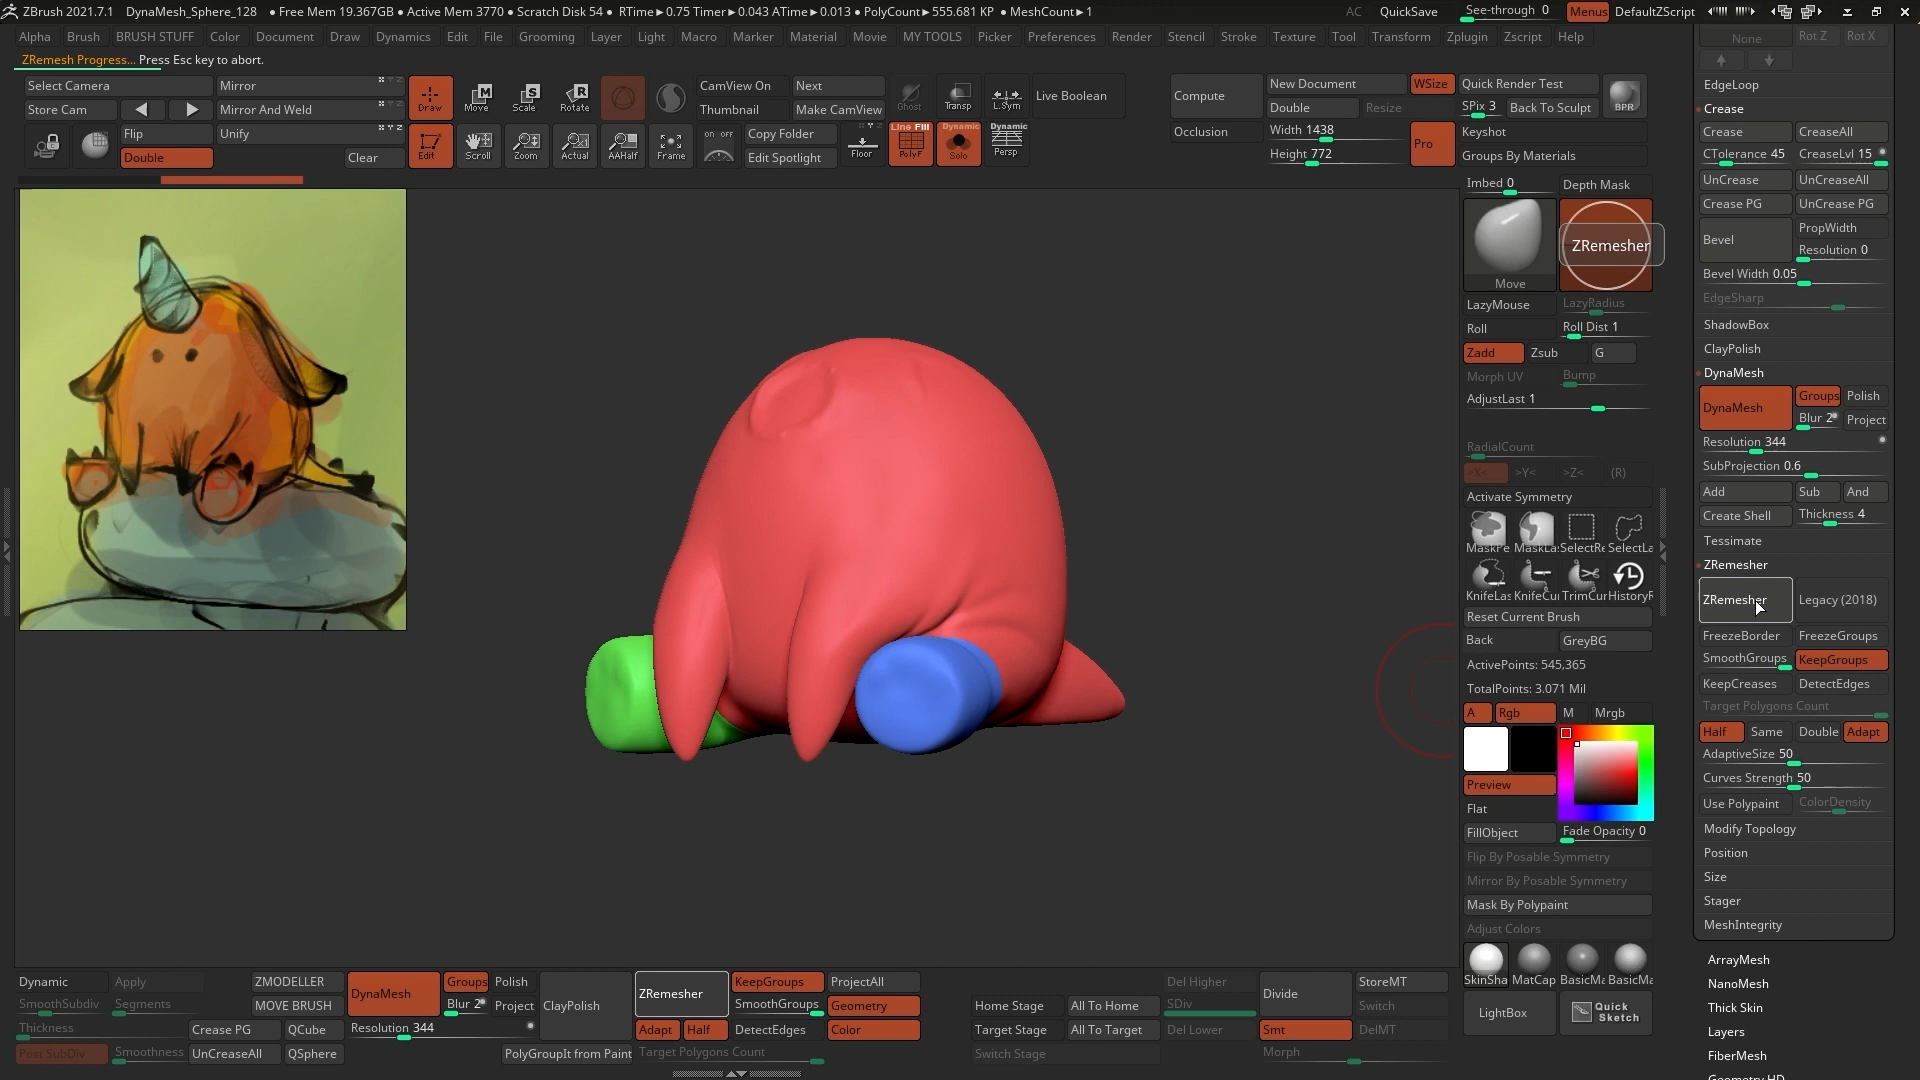 ZBrush 2021.7.1 DynaMesh_Sphere_128 ● Free Mem 19.367GB ● Active Mem 3770 ● Scratch Disk 54 ● RTime►0.75 Timer►0.043 ATime►0.013 ● PolyCount►555.681 KP ● MeshCount►1 AC QuickSave See-through 0 Menus DefaultZScript
Alpha Brush BRUSH STUFF Color Document Draw Dynamics Edit File Grooming Layer Light Macro Marker Material Movie MY TOOLS Picker Preferences Render Stencil Stroke Texture Tool Transform Zplugin Zscript Help
ZRemesh Progress... Press Esc key to abort.
Select Camera Mirror
Store Cam Mirror And Weld
Flip Unify
Double Clear
Draw Move Scale Rotate
Edit Scroll Zoom Actual AAHalf Frame
CamView On Next
Thumbnail Make CamView
ON OFF Copy Folder
Edit Spotlight
Floor
Ghost Transp L.Sym Live Boolean
Line Fill PolyF Dynamic Solo Dynamic Persp
Compute New Document WSize Quick Render Test
Double Resize SPix 3 Back To Sculpt BPR
Occlusion Width 1438 Pro Keyshot
Height 772 Groups By Materials
Imbed 0 Depth Mask
ZRemesher
Move
LazyMouse LazyRadius
Roll Roll Dist 1
Zadd Zsub G
Morph UV Bump
AdjustLast 1
RadialCount
>X< >Y< >Z< (R)
Activate Symmetry
MaskPe MaskLa SelectRe SelectLa
KnifeLas KnifeCu TrimCur HistoryR
Reset Current Brush
Back GreyBG
ActivePoints: 545,365
TotalPoints: 3.071 Mil
A Rgb M Mrgb
Preview
Flat
FillObject Fade Opacity 0
Flip By Posable Symmetry
Mirror By Posable Symmetry
Mask By Polypaint
Adjust Colors
SkinSha MatCap BasicMa BasicMa
LightBox Quick Sketch
None Rot Z Rot X
EdgeLoop
Crease
Crease CreaseAll
CTolerance 45 CreaseLvl 15
UnCrease UnCreaseAll
Crease PG UnCrease PG
Bevel PropWidth
Resolution 0
Bevel Width 0.05
EdgeSharp
ShadowBox
ClayPolish
DynaMesh
DynaMesh Groups Polish
Blur 2 Project
Resolution 344
SubProjection 0.6
Add Sub And
Create Shell Thickness 4
Tessimate
ZRemesher
ZRemesher Legacy (2018)
FreezeBorder FreezeGroups
SmoothGroups KeepGroups
KeepCreases DetectEdges
Target Polygons Count
Half Same Double Adapt
AdaptiveSize 50
Curves Strength 50
Use Polypaint ColorDensity
Modify Topology
Position
Size
Stager
MeshIntegrity
ArrayMesh
NanoMesh
Thick Skin
Layers
FiberMesh
Geometry HD
Dynamic Apply ZMODELLER DynaMesh Groups Polish ClayPolish ZRemesher KeepGroups ProjectAll Del Higher Divide StoreMT
SmoothSubdiv Segments MOVE BRUSH Blur 2 Project SmoothGroups Geometry Home Stage All To Home SDiv Switch
Thickness Crease PG QCube Resolution 344 Adapt Half DetectEdges Color Target Stage All To Target Del Lower Smt DelMT
Post SubDiv Smoothness UnCreaseAll QSphere PolyGroupIt from Paint Target Polygons Count Switch Stage Morph